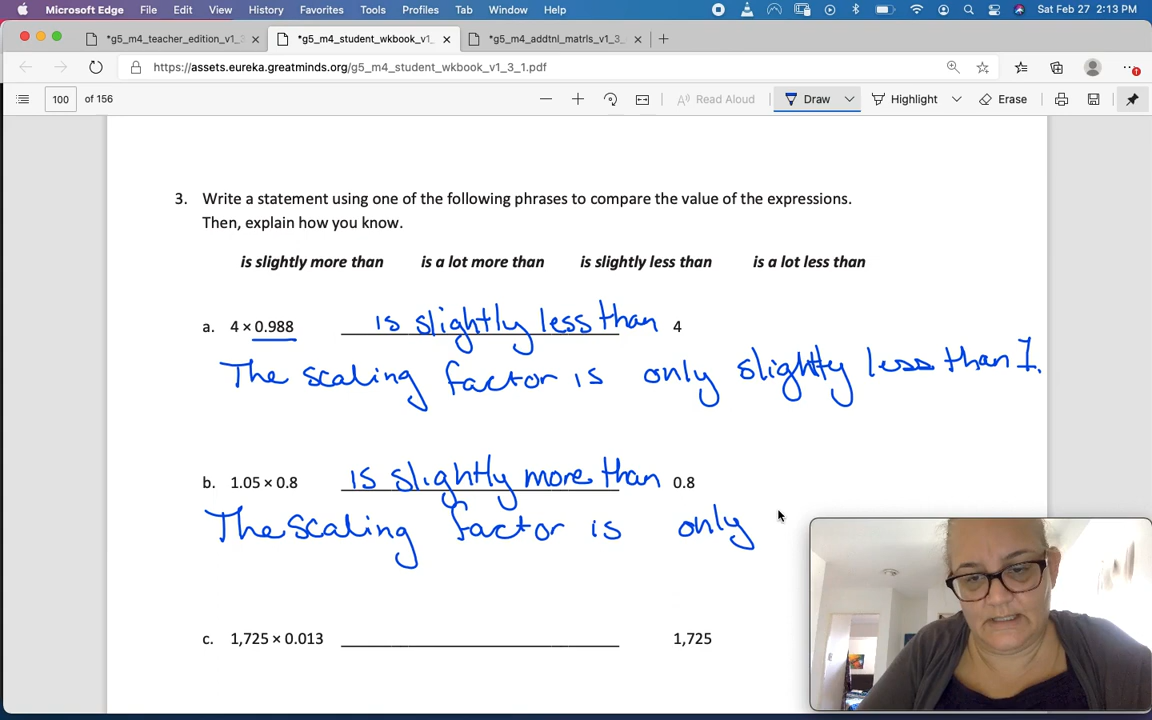 Microsoft Edge File Edit View History Favorites Tools Profiles Tab Window Help Sat Feb 27 2:13 PM
*g5_m4_teacher_edition_v1_ *g5_m4_student_wkbook_v1_ *g5_m4_addtnl_matrls_v1_3_
https://assets.eureka.greatminds.org/g5_m4_student_wkbook_v1_3_1.pdf
100 of 156 Read Aloud Draw Highlight Erase
3. Write a statement using one of the following phrases to compare the value of the expressions.
Then, explain how you know.
is slightly more than is a lot more than is slightly less than is a lot less than
a. 4 × 0.988 is slightly less than 4
The scaling factor is only slightly less than 1.
b. 1.05 × 0.8 is slightly more than 0.8
The scaling factor is only
c. 1,725 × 0.013 1,725